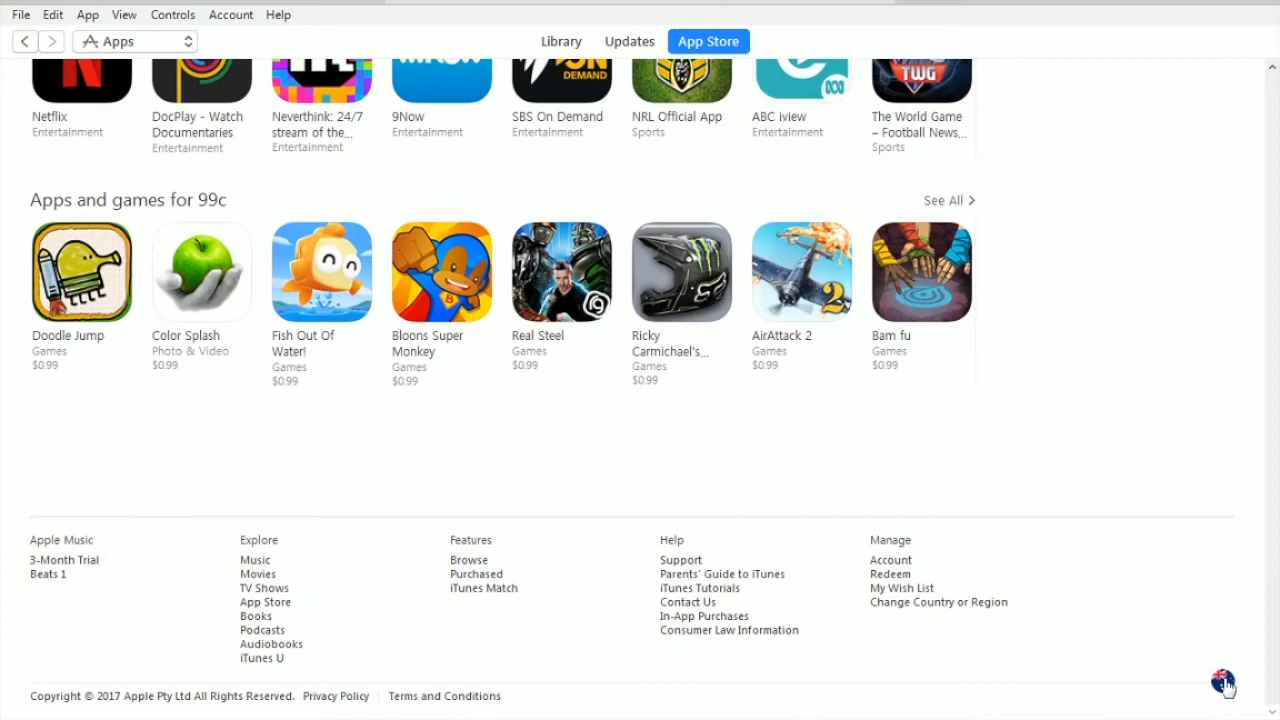 File Edit App View Controls Account Help
Apps Library Updates App Store
N DEMAND TWG
Netflix DocPlay - Watch Neverthink: 24/7 9Now SBS On Demand NRL Official App ABC iview The World Game
Entertainment Documentaries stream of the... Entertainment Entertainment Sports Entertainment – Football News...
Entertainment Entertainment Sports
Apps and games for 99c See All
B 2
Doodle Jump Color Splash Fish Out Of Bloons Super Real Steel Ricky AirAttack 2 Bam fu
Games Photo & Video Water! Monkey Games Carmichael's... Games Games
$0.99 $0.99 Games Games $0.99 Games $0.99 $0.99
$0.99 $0.99 $0.99
Apple Music Explore Features Help Manage
3-Month Trial Music Browse Support Account
Beats 1 Movies Purchased Parents' Guide to iTunes Redeem
TV Shows iTunes Match iTunes Tutorials My Wish List
App Store Contact Us Change Country or Region
Books In-App Purchases
Podcasts Consumer Law Information
Audiobooks
iTunes U
Copyright © 2017 Apple Pty Ltd All Rights Reserved. Privacy Policy Terms and Conditions